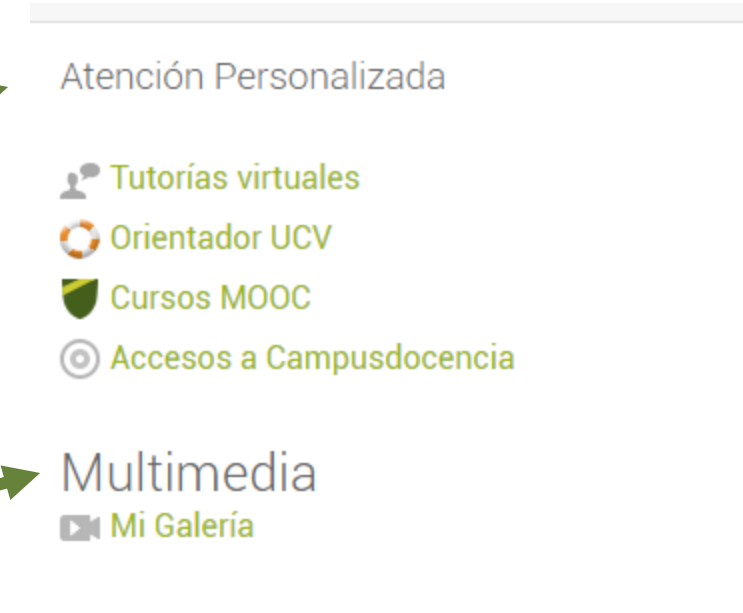 Atención Personalizada
Tutorías virtuales
Orientador UCV
Cursos MOOC
Accesos a Campusdocencia
Multimedia
Mi Galería